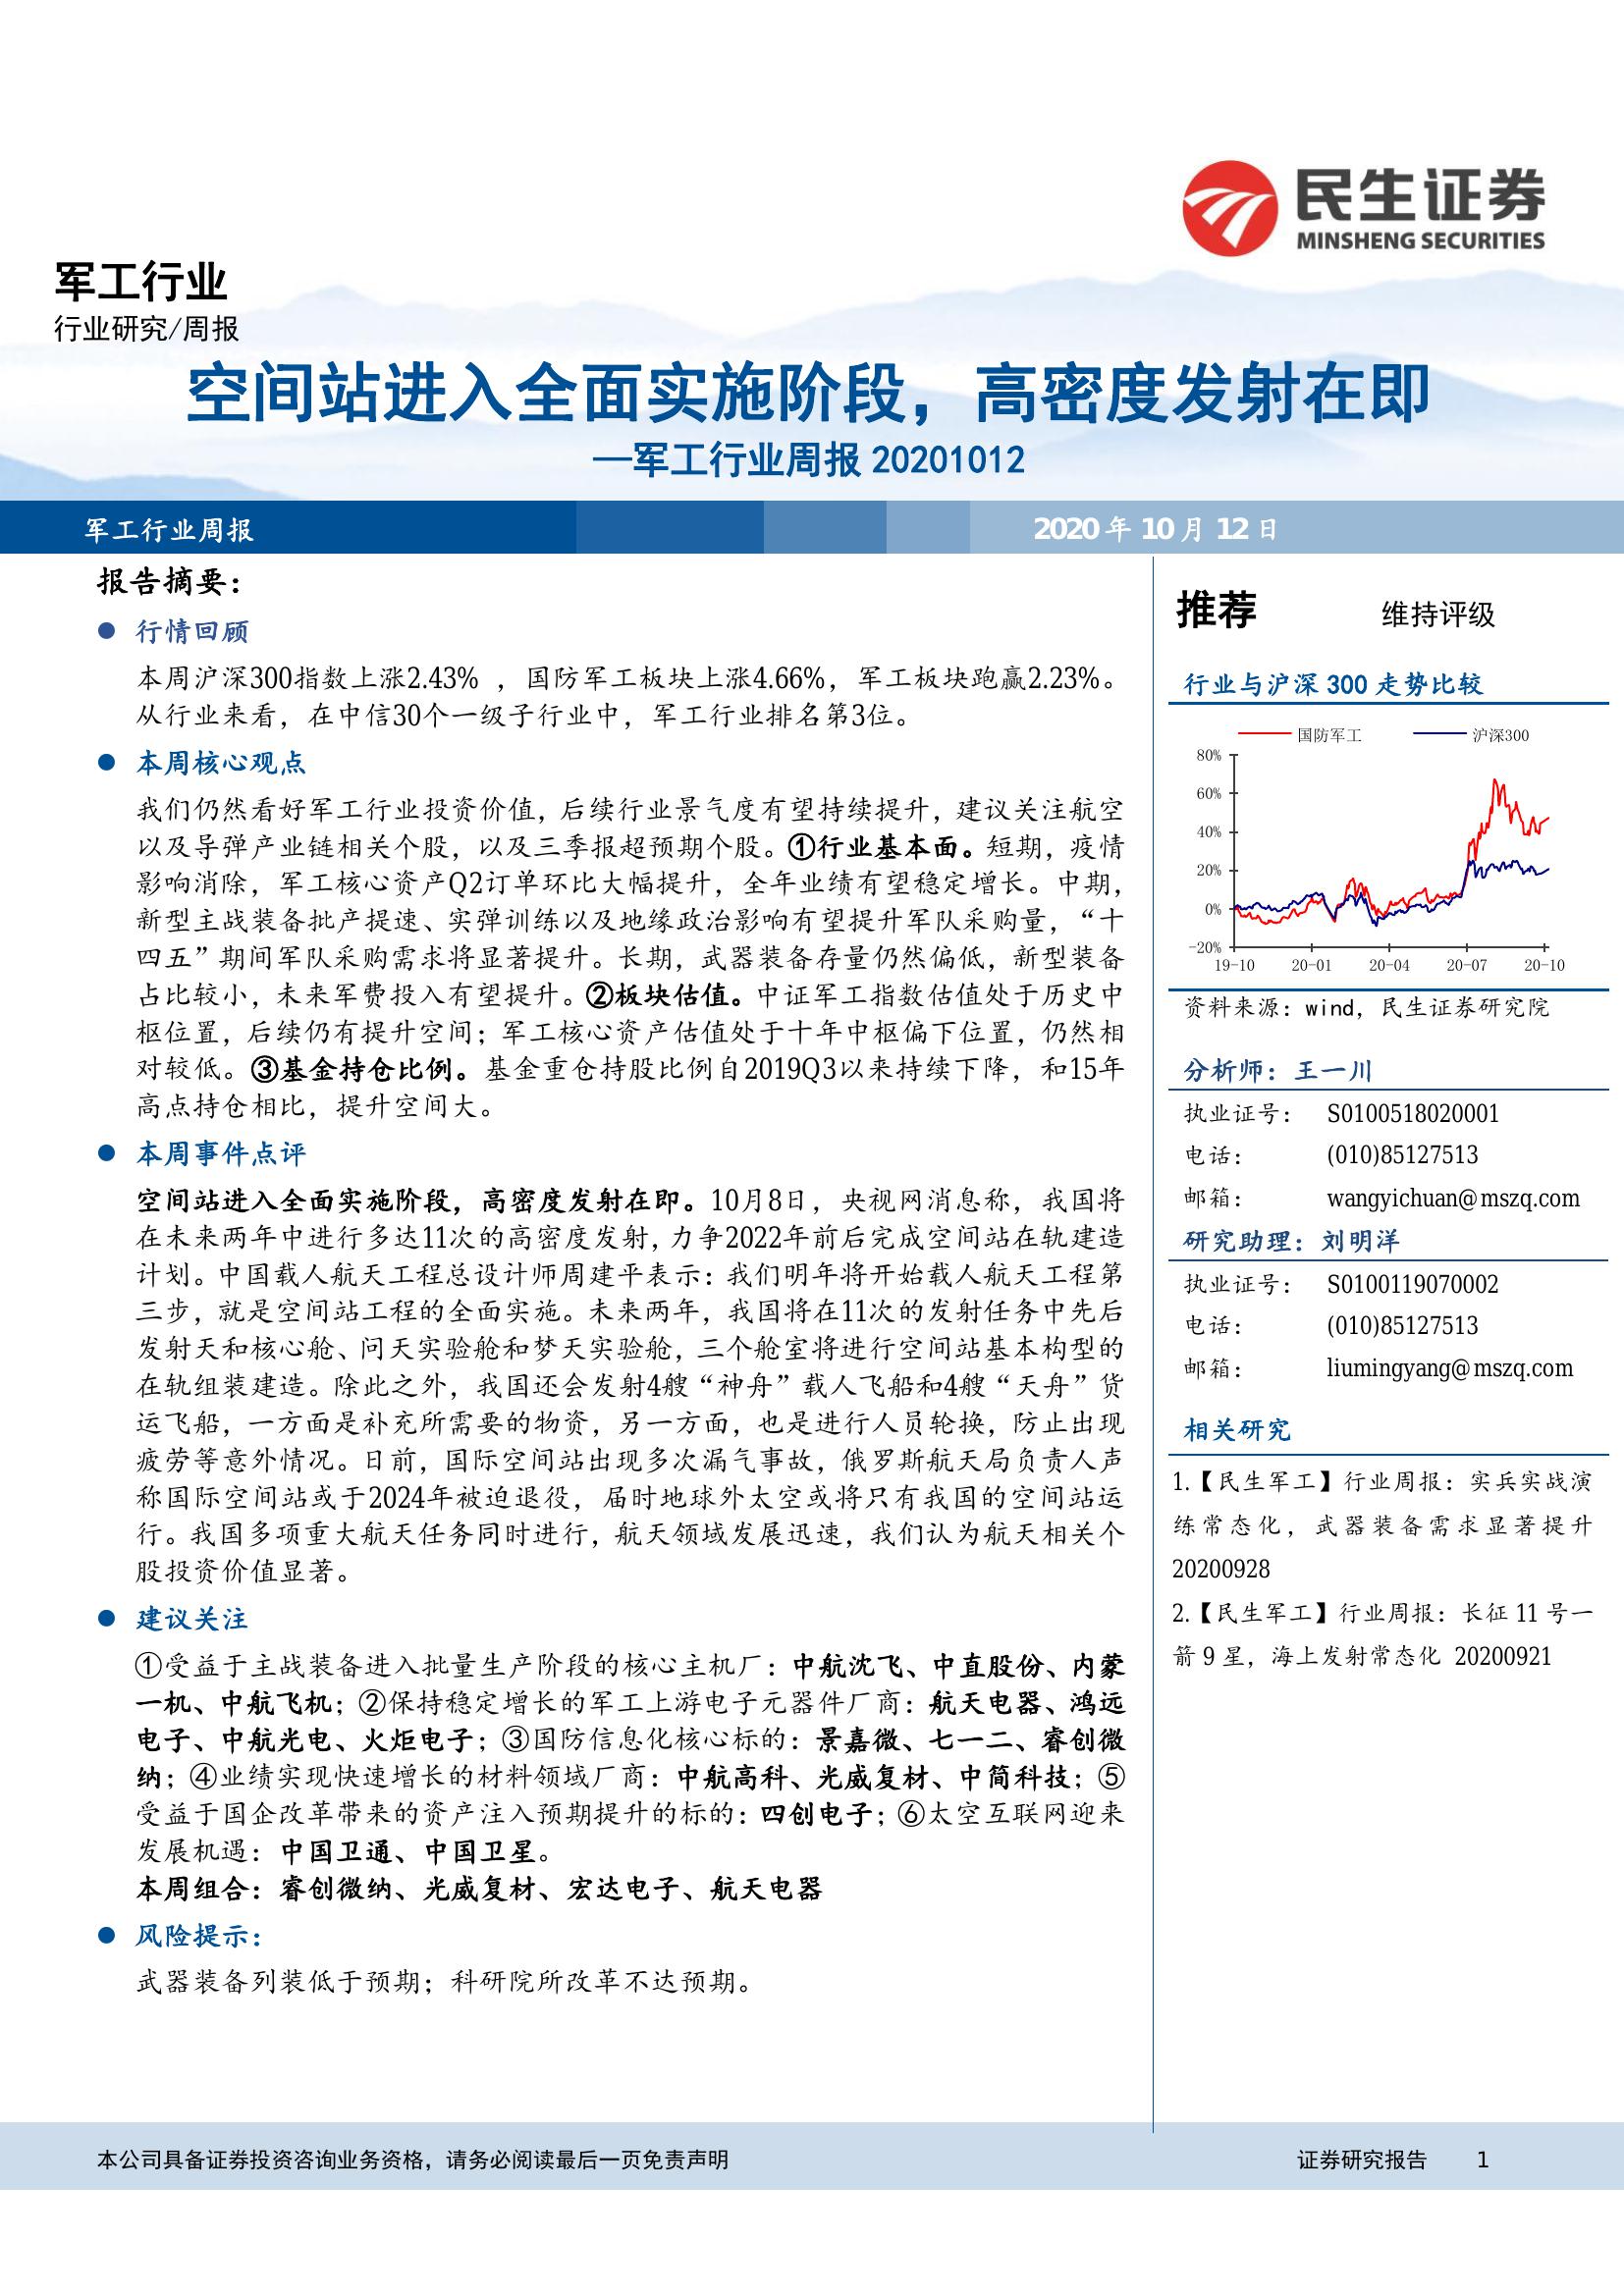 民生证券
MINSHENG SECURITIES
军工行业
行业研究/周报
空间站进入全面实施阶段，高密度发射在即
—军工行业周报 20201012
军工行业周报
2020 年 10 月 12 日
报告摘要：
● 行情回顾
本周沪深300指数上涨2.43% ，国防军工板块上涨4.66%，军工板块跑赢2.23%。
从行业来看，在中信30个一级子行业中，军工行业排名第3位。
● 本周核心观点
我们仍然看好军工行业投资价值，后续行业景气度有望持续提升，建议关注航空
以及导弹产业链相关个股，以及三季报超预期个股。①行业基本面。短期，疫情
影响消除，军工核心资产Q2订单环比大幅提升，全年业绩有望稳定增长。中期，
新型主战装备批产提速、实弹训练以及地缘政治影响有望提升军队采购量，“十
四五”期间军队采购需求将显著提升。长期，武器装备存量仍然偏低，新型装备
占比较小，未来军费投入有望提升。②板块估值。中证军工指数估值处于历史中
枢位置，后续仍有提升空间；军工核心资产估值处于十年中枢偏下位置，仍然相
对较低。③基金持仓比例。基金重仓持股比例自2019Q3以来持续下降，和15年
高点持仓相比，提升空间大。
● 本周事件点评
空间站进入全面实施阶段，高密度发射在即。10月8日，央视网消息称，我国将
在未来两年中进行多达11次的高密度发射，力争2022年前后完成空间站在轨建造
计划。中国载人航天工程总设计师周建平表示：我们明年将开始载人航天工程第
三步，就是空间站工程的全面实施。未来两年，我国将在11次的发射任务中先后
发射天和核心舱、问天实验舱和梦天实验舱，三个舱室将进行空间站基本构型的
在轨组装建造。除此之外，我国还会发射4艘“神舟”载人飞船和4艘“天舟”货
运飞船，一方面是补充所需要的物资，另一方面，也是进行人员轮换，防止出现
疲劳等意外情况。日前，国际空间站出现多次漏气事故，俄罗斯航天局负责人声
称国际空间站或于2024年被迫退役，届时地球外太空或将只有我国的空间站运
行。我国多项重大航天任务同时进行，航天领域发展迅速，我们认为航天相关个
股投资价值显著。
● 建议关注
①受益于主战装备进入批量生产阶段的核心主机厂：中航沈飞、中直股份、内蒙
一机、中航飞机；②保持稳定增长的军工上游电子元器件厂商：航天电器、鸿远
电子、中航光电、火炬电子；③国防信息化核心标的：景嘉微、七一二、睿创微
纳；④业绩实现快速增长的材料领域厂商：中航高科、光威复材、中简科技；⑤
受益于国企改革带来的资产注入预期提升的标的：四创电子；⑥太空互联网迎来
发展机遇：中国卫通、中国卫星。
本周组合：睿创微纳、光威复材、宏达电子、航天电器
● 风险提示：
武器装备列装低于预期；科研院所改革不达预期。
推荐 维持评级
行业与沪深 300 走势比较
国防军工 沪深300
80%
60%
40%
20%
0%
-20%
19-10 20-01 20-04 20-07 20-10
资料来源：wind，民生证券研究院
分析师：王一川
执业证号： S0100518020001
电话： (010)85127513
邮箱： wangyichuan@mszq.com
研究助理：刘明洋
执业证号： S0100119070002
电话： (010)85127513
邮箱： liumingyang@mszq.com
相关研究
1.【民生军工】行业周报：实兵实战演
练常态化，武器装备需求显著提升
20200928
2.【民生军工】行业周报：长征 11 号一
箭 9 星，海上发射常态化 20200921
本公司具备证券投资咨询业务资格，请务必阅读最后一页免责声明
证券研究报告 1